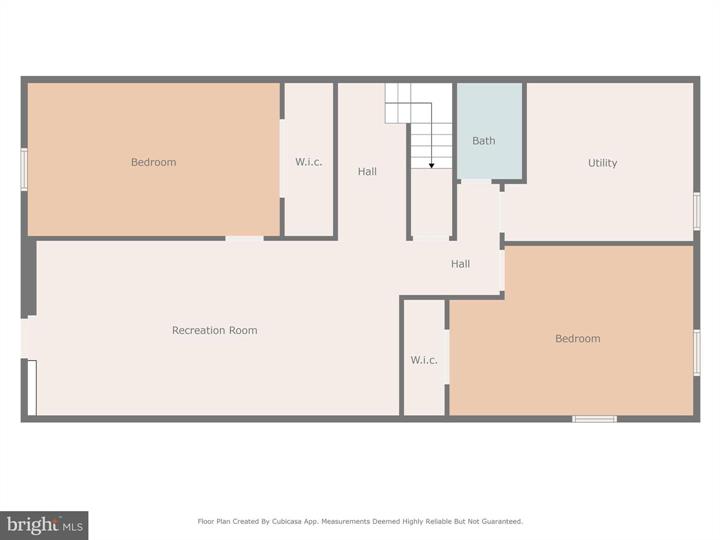 Bedroom
W.i.c.
Hall
Bath
Utility
Hall
Recreation Room
W.i.c.
Bedroom
bright MLS
Floor Plan Created By Cubicasa App. Measurements Deemed Highly Reliable But Not Guaranteed.